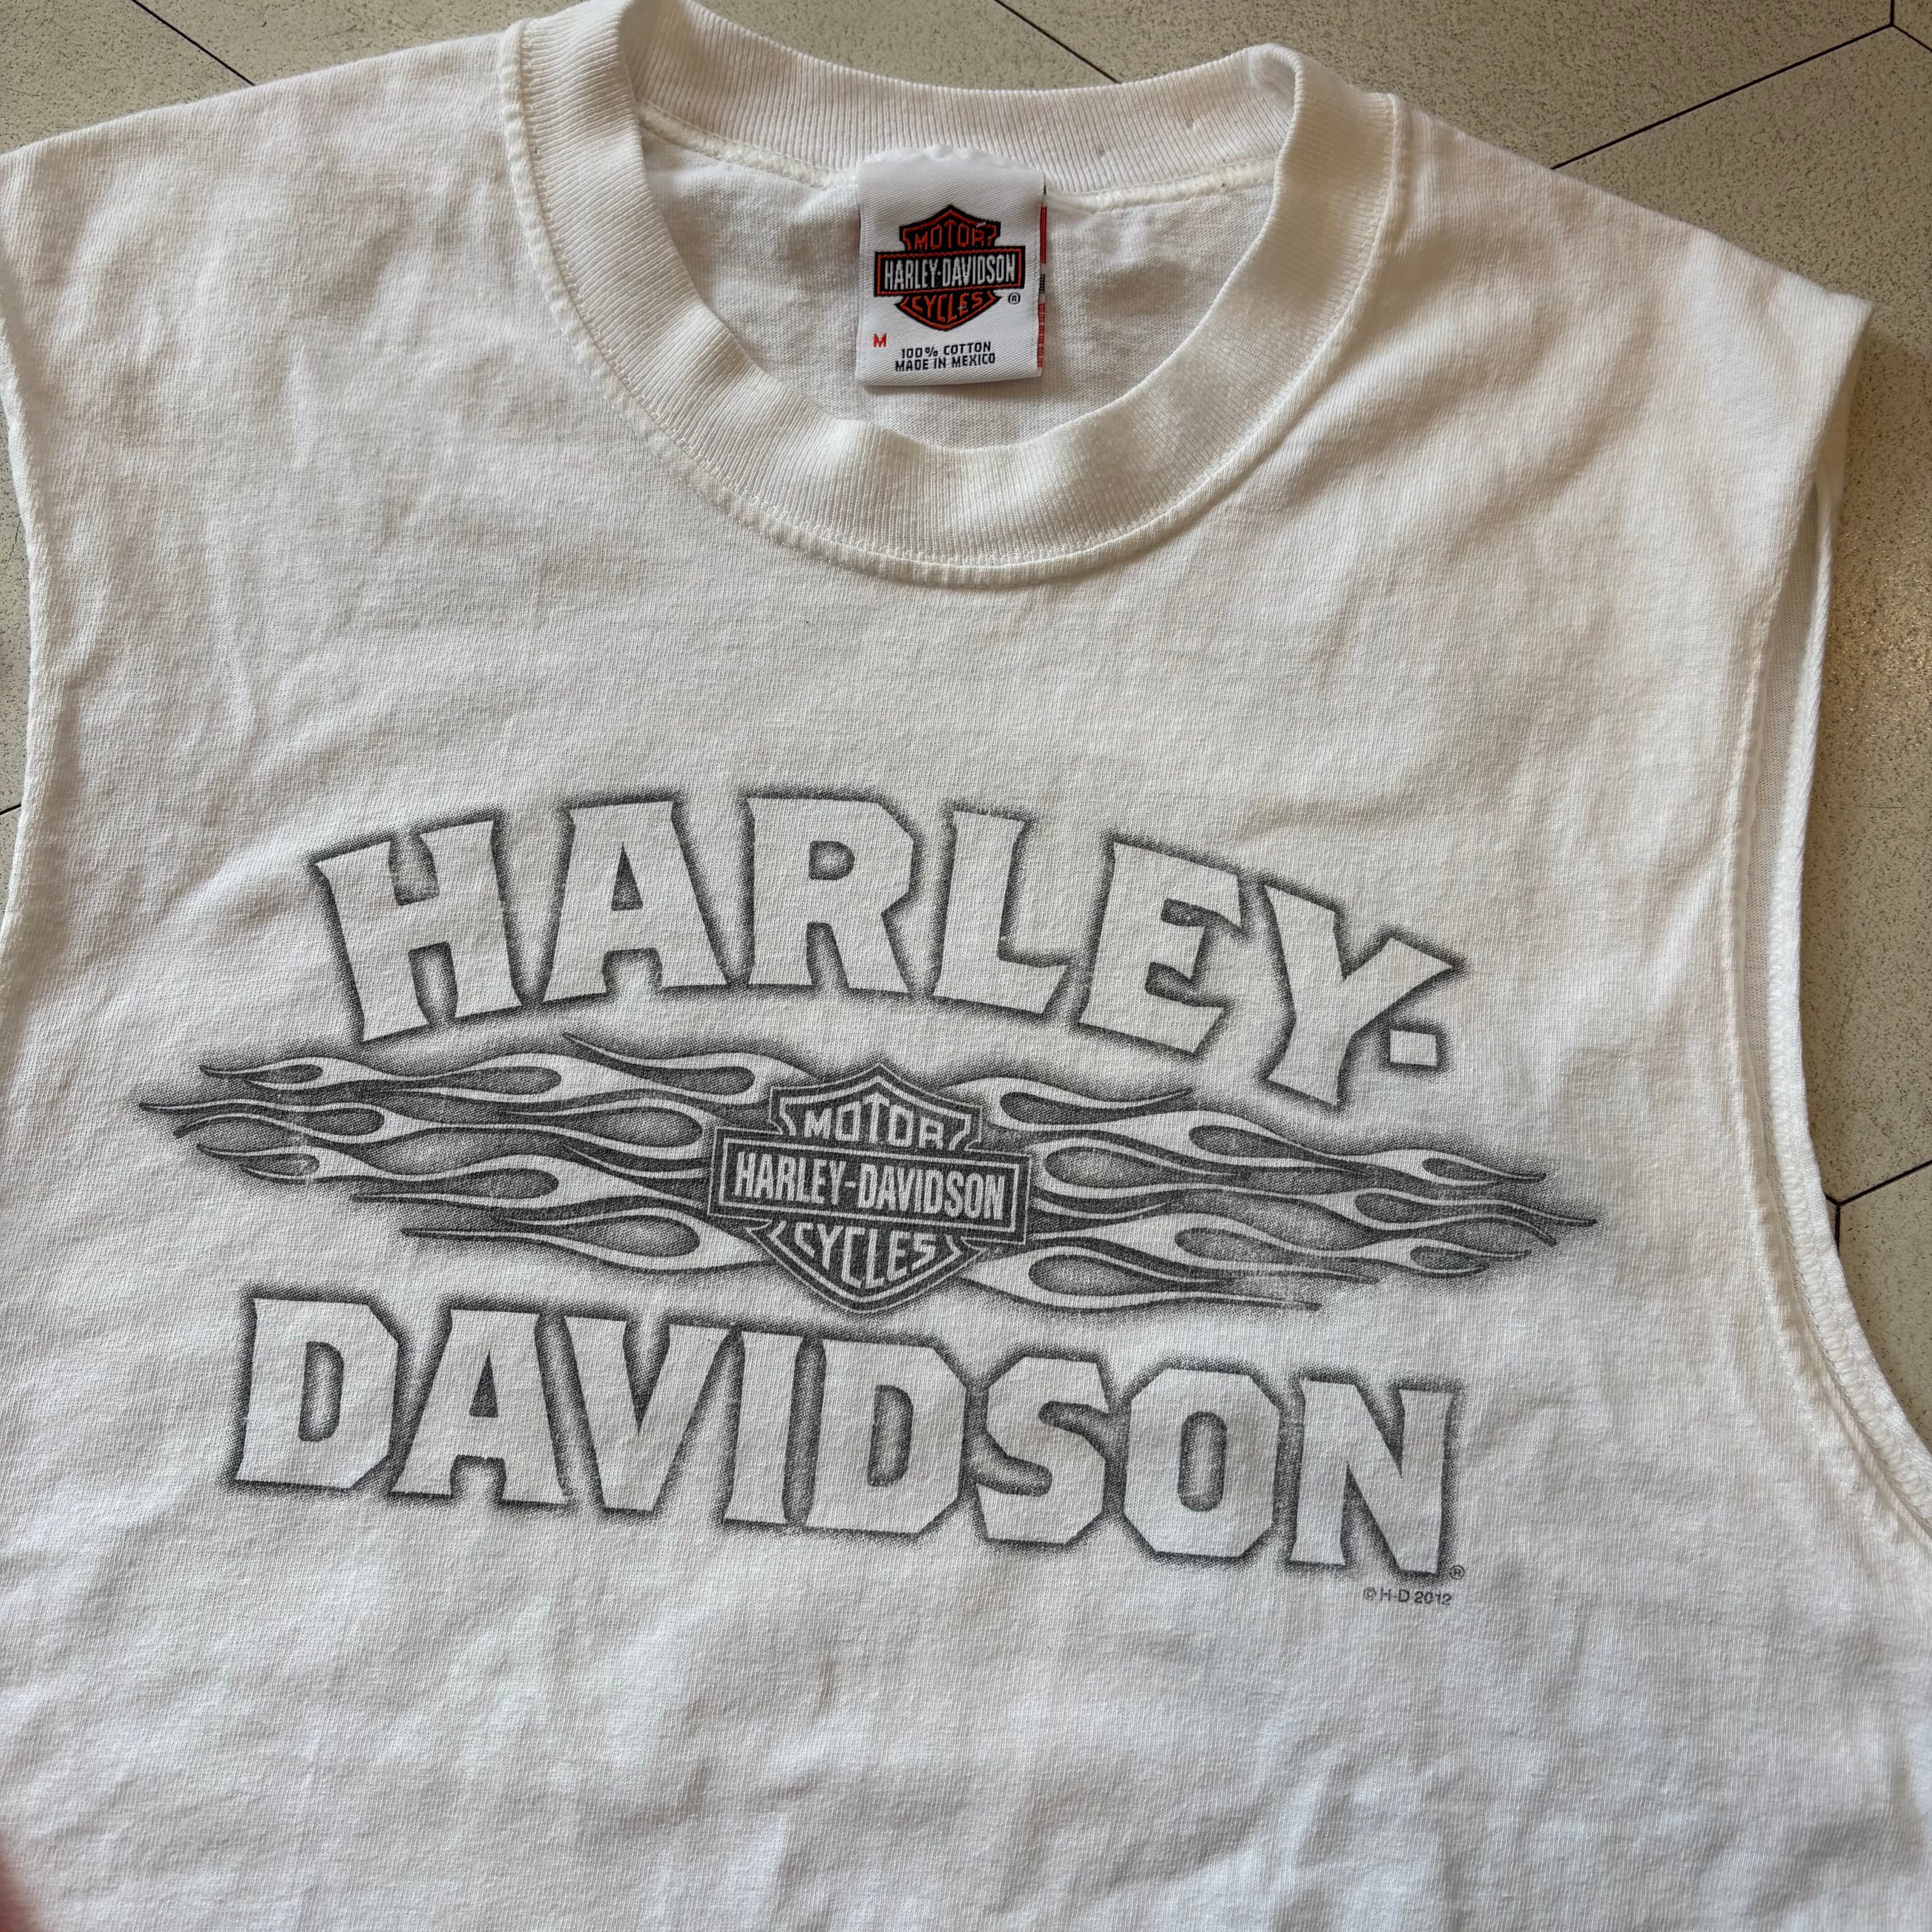 MOTOR
HARLEY-DAVIDSON
CYCLES ®
M
100% COTTON
MADE IN MEXICO
HARLEY-
MOTOR
HARLEY-DAVIDSON
CYCLES
DAVIDSON®
© H-D 2012